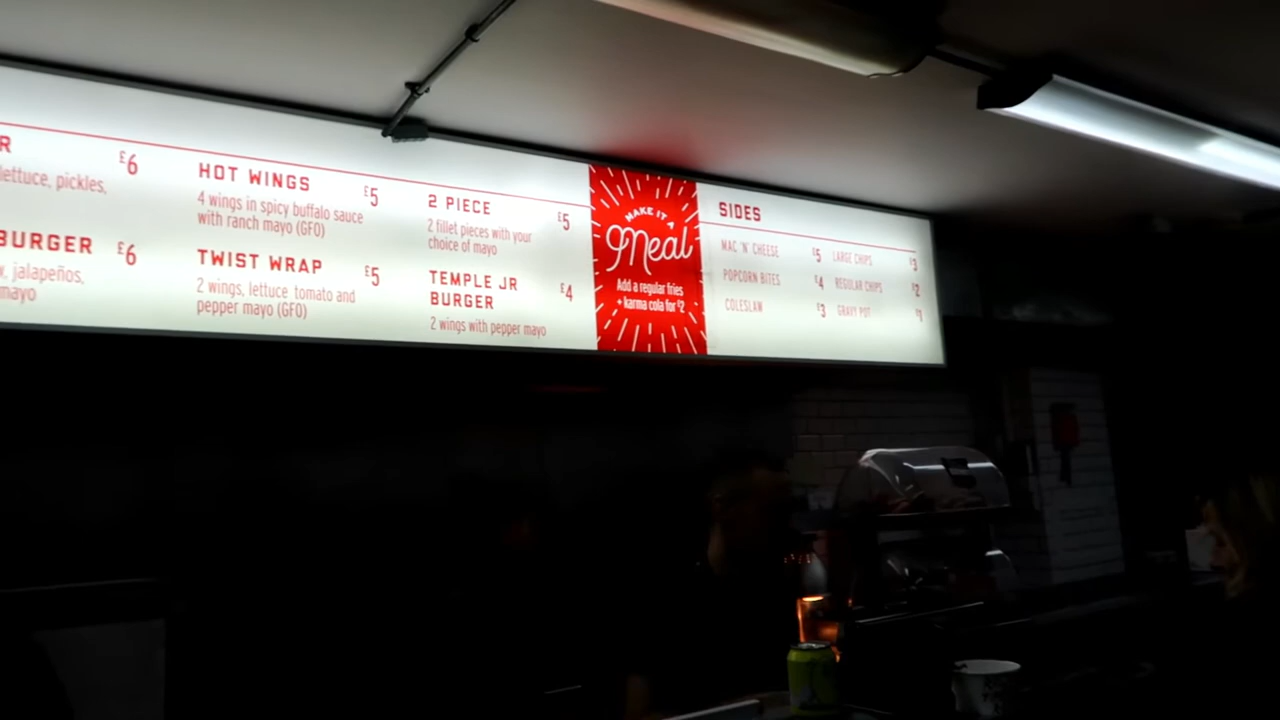 R £6
lettuce, pickles,
BURGER £6
jalapeños,
mayo
HOT WINGS £5
4 wings in spicy buffalo sauce
with ranch mayo (GFO)
TWIST WRAP £5
2 wings, lettuce tomato and
pepper mayo (GFO)
2 PIECE £5
2 fillet pieces with your
choice of mayo
TEMPLE JR
BURGER £4
2 wings with pepper mayo
MAKE IT A
Meal
Add a regular fries
+ karma cola for £2
SIDES
MAC 'N' CHEESE £5 LARGE CHIPS £3
POPCORN BITES £4 REGULAR CHIPS £2
COLESLAW £3 GRAVY POT £1